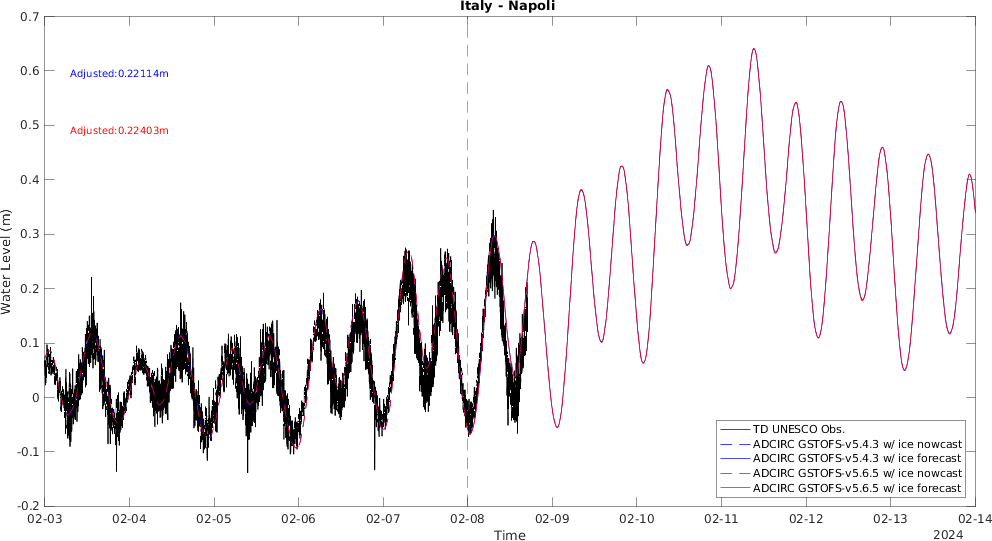 Italy - Napoli
0.7
0.6
0.5
0.4
0.3
0.2
0.1
0
-0.1
-0.2
Water Level (m)
Adjusted:0.22114m
Adjusted:0.22403m
TD UNESCO Obs.
ADCIRC GSTOFS-v5.4.3 w/ ice nowcast
ADCIRC GSTOFS-v5.4.3 w/ ice forecast
ADCIRC GSTOFS-v5.6.5 w/ ice nowcast
ADCIRC GSTOFS-v5.6.5 w/ ice forecast
02-03 02-04 02-05 02-06 02-07 02-08 02-09 02-10 02-11 02-12 02-13 02-14
Time
2024